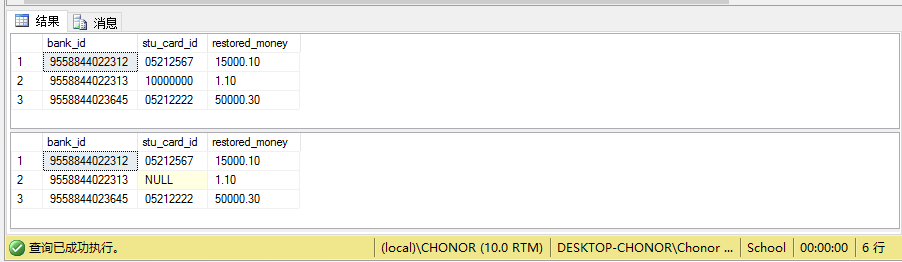 结果 消息
bank_id stu_card_id restored_money
1 9558844022312 05212567 15000.10
2 9558844022313 10000000 1.10
3 9558844023645 05212222 50000.30
bank_id stu_card_id restored_money
1 9558844022312 05212567 15000.10
2 9558844022313 NULL 1.10
3 9558844023645 05212222 50000.30
查询已成功执行。 (local)\CHONOR (10.0 RTM) DESKTOP-CHONOR\Chonor ... School 00:00:00 6 行